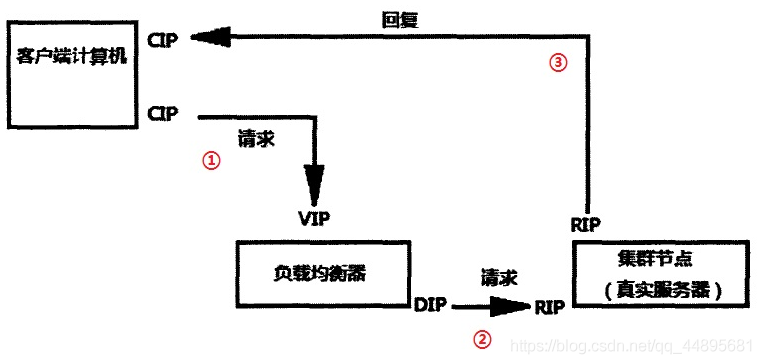 回复
CIP
客户端计算机
③
CIP
请求
①
VIP
RIP
负载均衡器
集群节点
（真实服务器）
请求
DIP
RIP
②
https://blog.csdn.net/qq_44895681